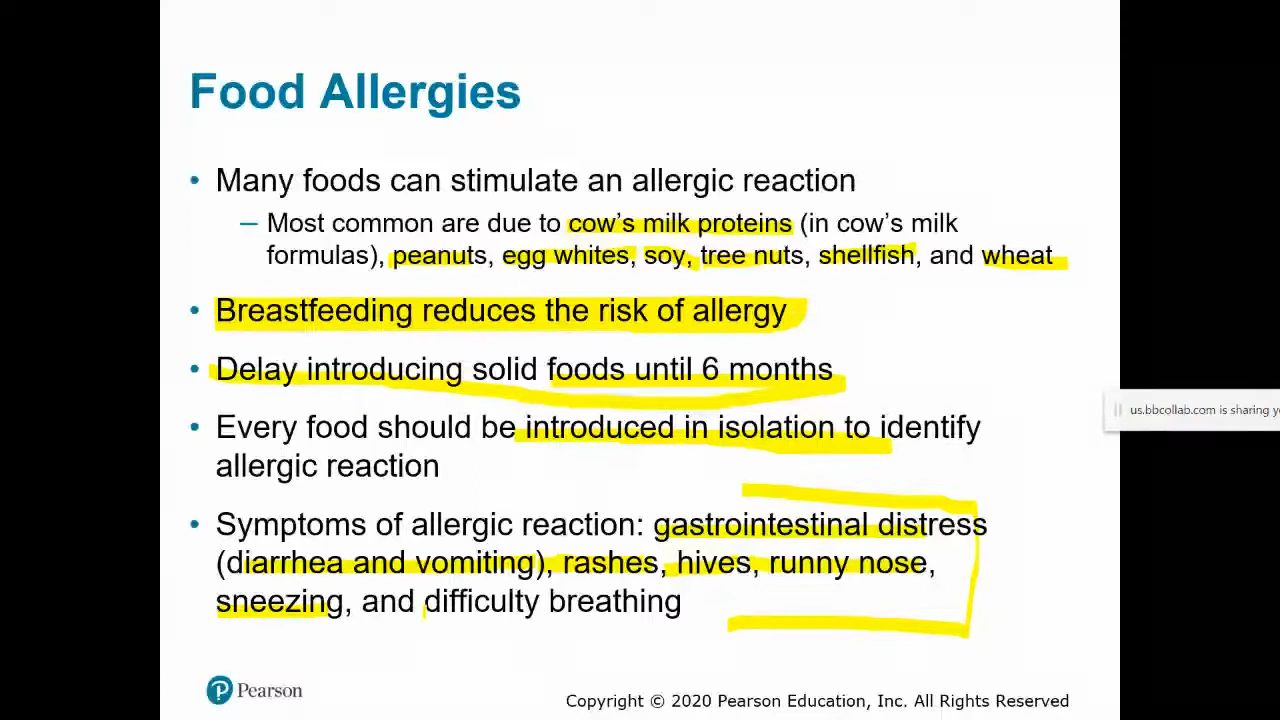 Food Allergies
• Many foods can stimulate an allergic reaction
– Most common are due to cow's milk proteins (in cow's milk
formulas), peanuts, egg whites, soy, tree nuts, shellfish, and wheat
• Breastfeeding reduces the risk of allergy
• Delay introducing solid foods until 6 months
• Every food should be introduced in isolation to identify
allergic reaction
us.bbcollab.com is sharing
• Symptoms of allergic reaction: gastrointestinal distress
(diarrhea and vomiting), rashes, hives, runny nose,
sneezing, and difficulty breathing
P Pearson
Copyright © 2020 Pearson Education, Inc. All Rights Reserved